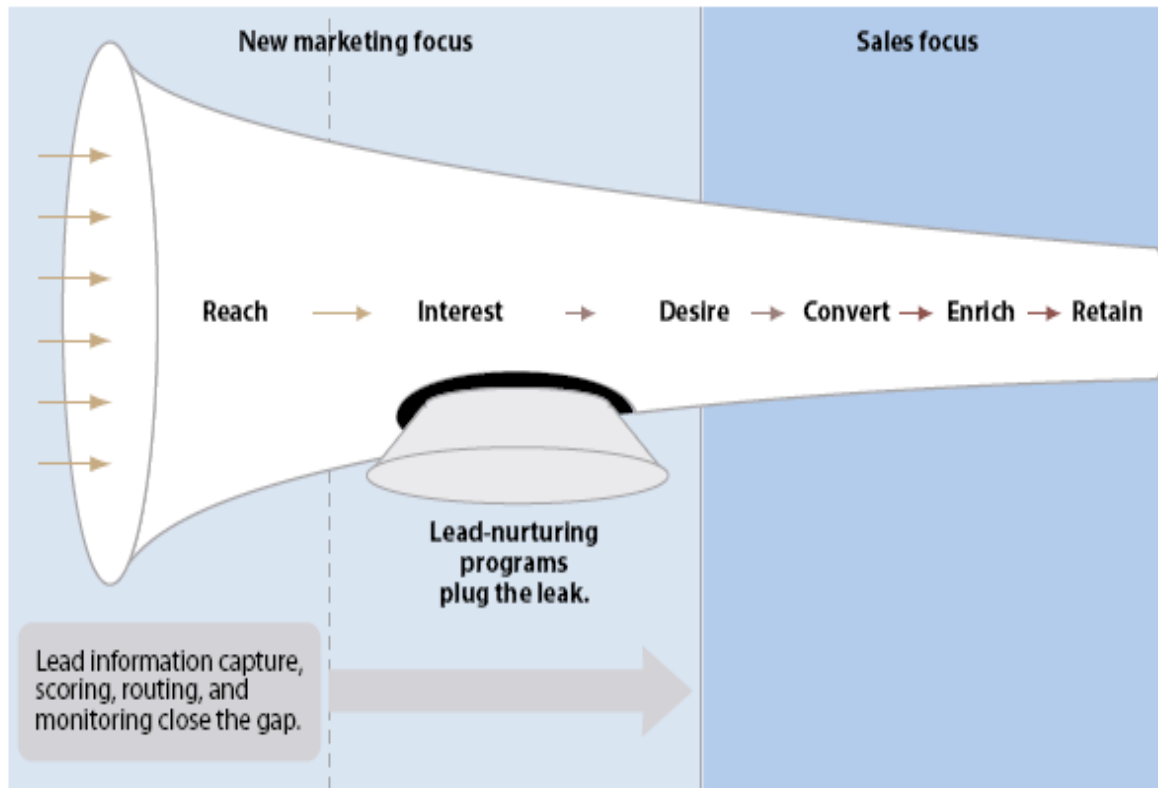 New marketing focus
Sales focus
Reach
Interest
Desire
Convert
Enrich
Retain
Lead-nurturing
programs
plug the leak.
Lead information capture,
scoring, routing, and
monitoring close the gap.